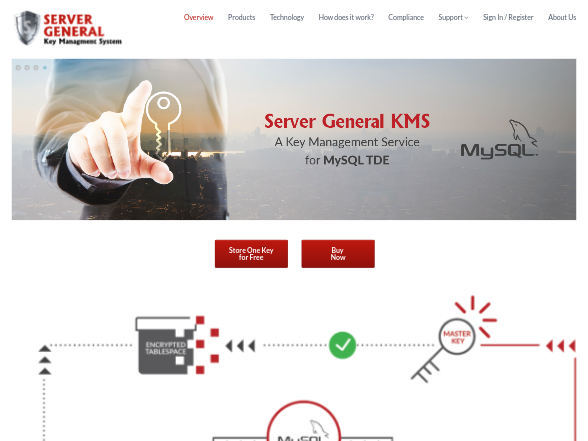 SERVER
GENERAL
Key Managment System
Overview
Products
Technology
How does it work?
Compliance
Support
Sign In / Register
About Us
Server General KMS
A Key Management Service
for MySQL TDE
MySQL
Store One Key
for Free
Buy
Now
ENCRYPTED
TABLESPACE
MASTER
KEY
MySQL